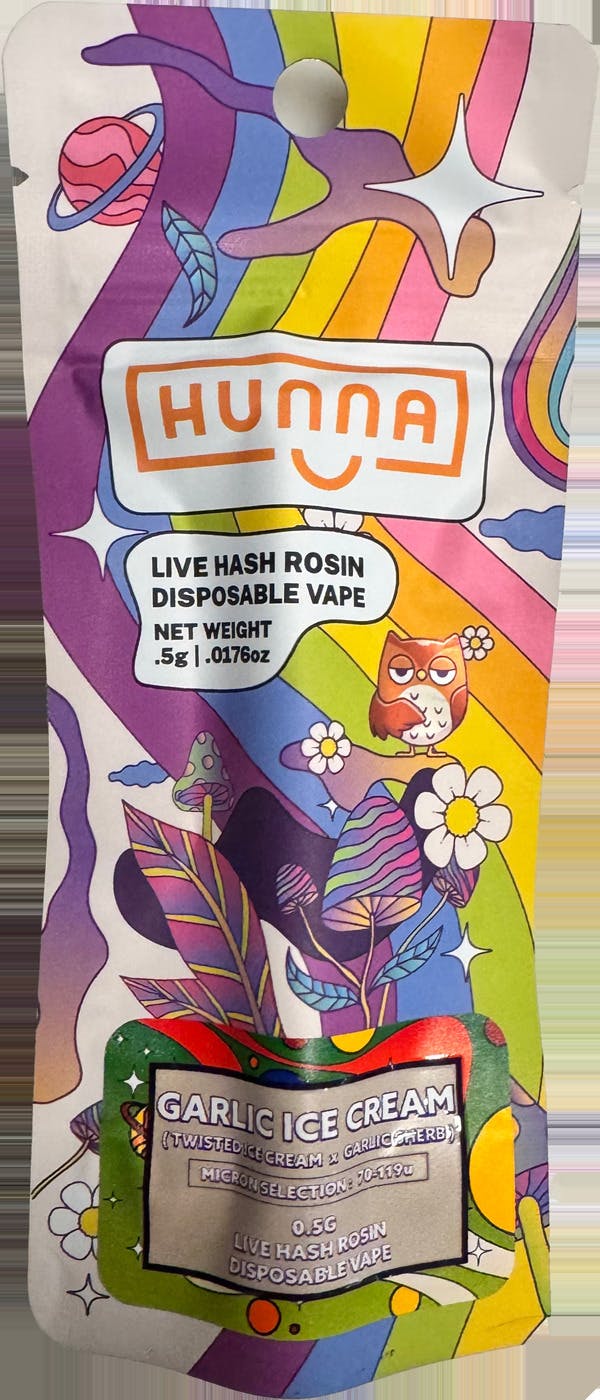 HUNNA
LIVE HASH ROSIN
DISPOSABLE VAPE
NET WEIGHT
.5g | .0176oz
GARLIC ICE CREAM
(TWISTED ICE CREAM x GARLIC SHERB)
MICRON SELECTION: 70-119u
0.5G
LIVE HASH ROSIN
DISPOSABLE VAPE